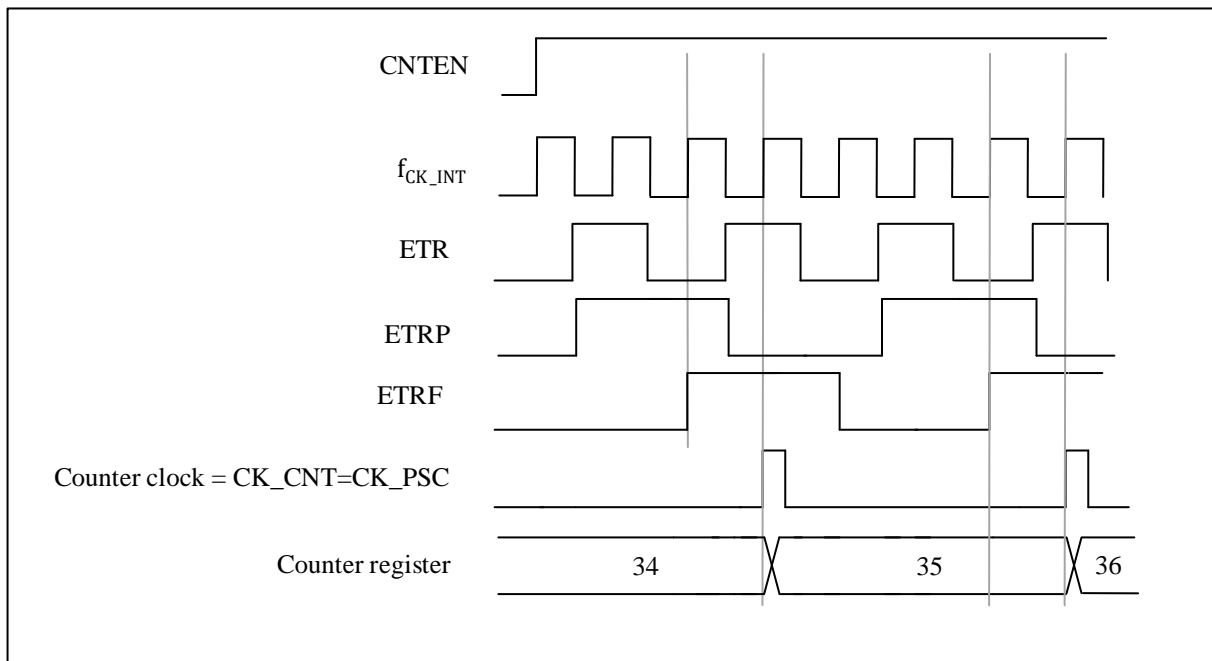 CNTEN
fCK_INT
ETR
ETRP
ETRF
Counter clock = CK_CNT=CK_PSC
Counter register 34 35 36